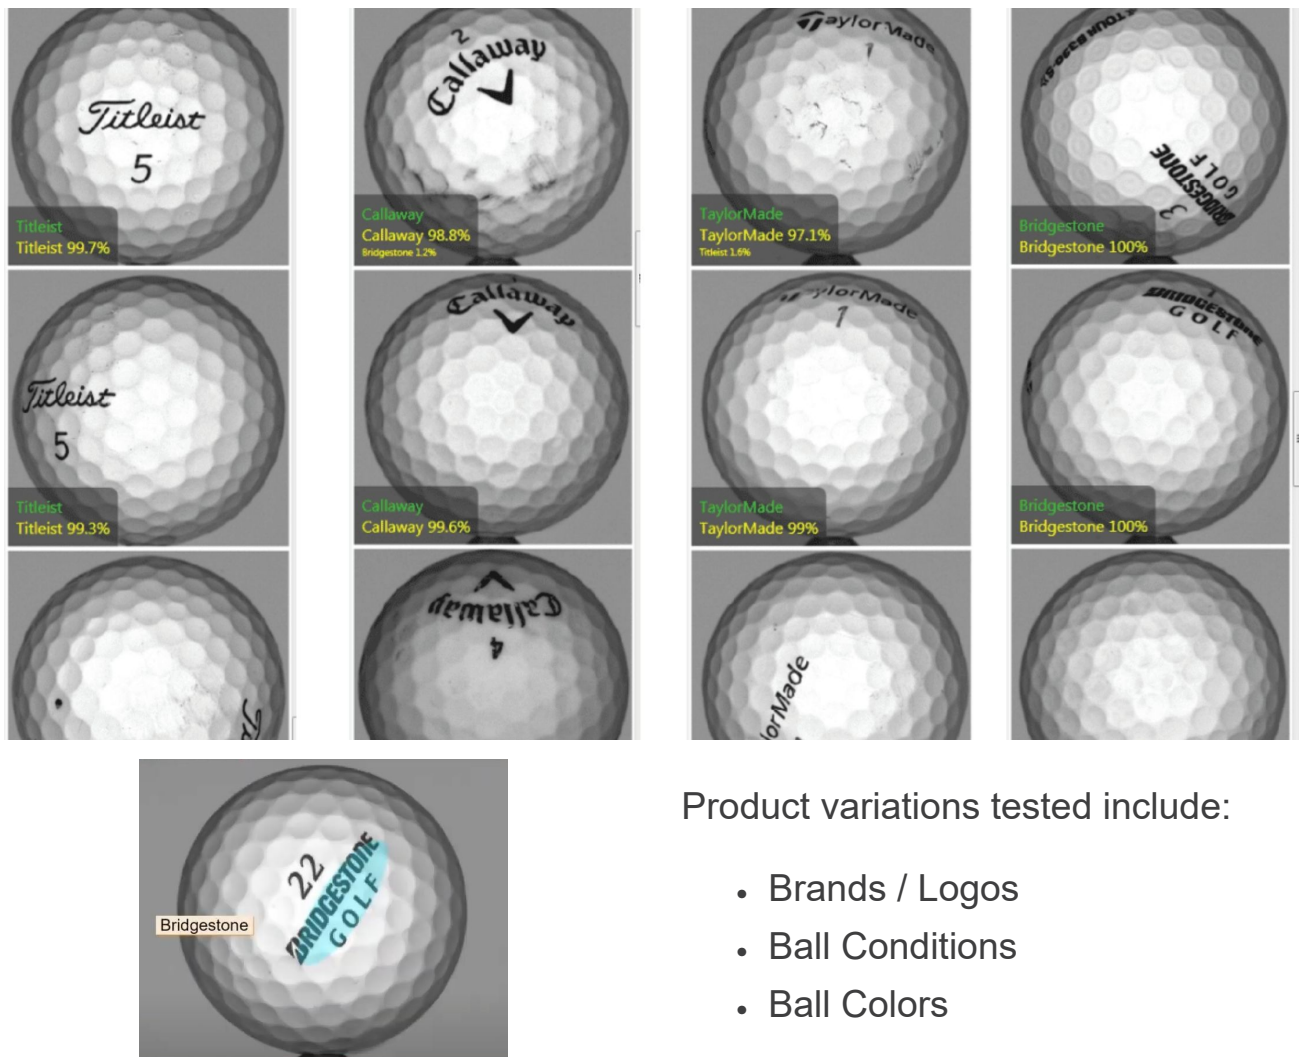 Titleist
5
Titleist
Titleist 99.7%
2
Callaway
Callaway
Callaway 98.8%
Bridgestone 1.2%
TaylorMade
1
TaylorMade
TaylorMade 97.1%
Titleist 1.6%
BRIDGESTONE
GOLF
3
Bridgestone
Bridgestone 100%
Titleist
5
Titleist
Titleist 99.3%
Callaway
Callaway
Callaway 99.6%
TaylorMade
1
TaylorMade
TaylorMade 99%
1
BRIDGESTONE
GOLF
Bridgestone
Bridgestone 100%
Callaway
4
lorMade
22
BRIDGESTONE
GOLF
Bridgestone
Product variations tested include:
• Brands / Logos
• Ball Conditions
• Ball Colors